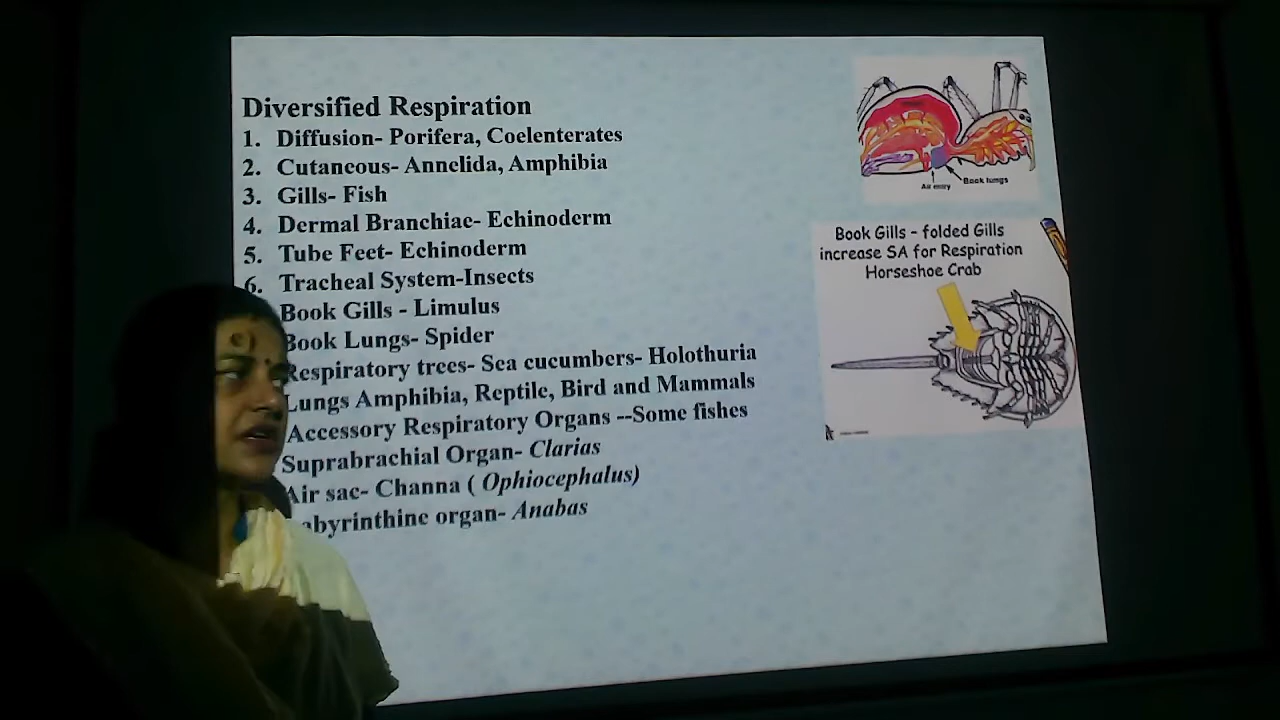 Diversified Respiration
1. Diffusion- Porifera, Coelenterates
2. Cutaneous- Annelida, Amphibia
3. Gills- Fish
4. Dermal Branchiae- Echinoderm
5. Tube Feet- Echinoderm
6. Tracheal System-Insects
Book Gills - Limulus
Book Lungs- Spider
Respiratory trees- Sea cucumbers- Holothuria
Lungs Amphibia, Reptile, Bird and Mammals
Accessory Respiratory Organs --Some fishes
Suprabrachial Organ- Clarias
Air sac- Channa ( Ophiocephalus)
abyrinthine organ- Anabas
Air entry
Book lungs
Book Gills - folded Gills
increase SA for Respiration
Horseshoe Crab